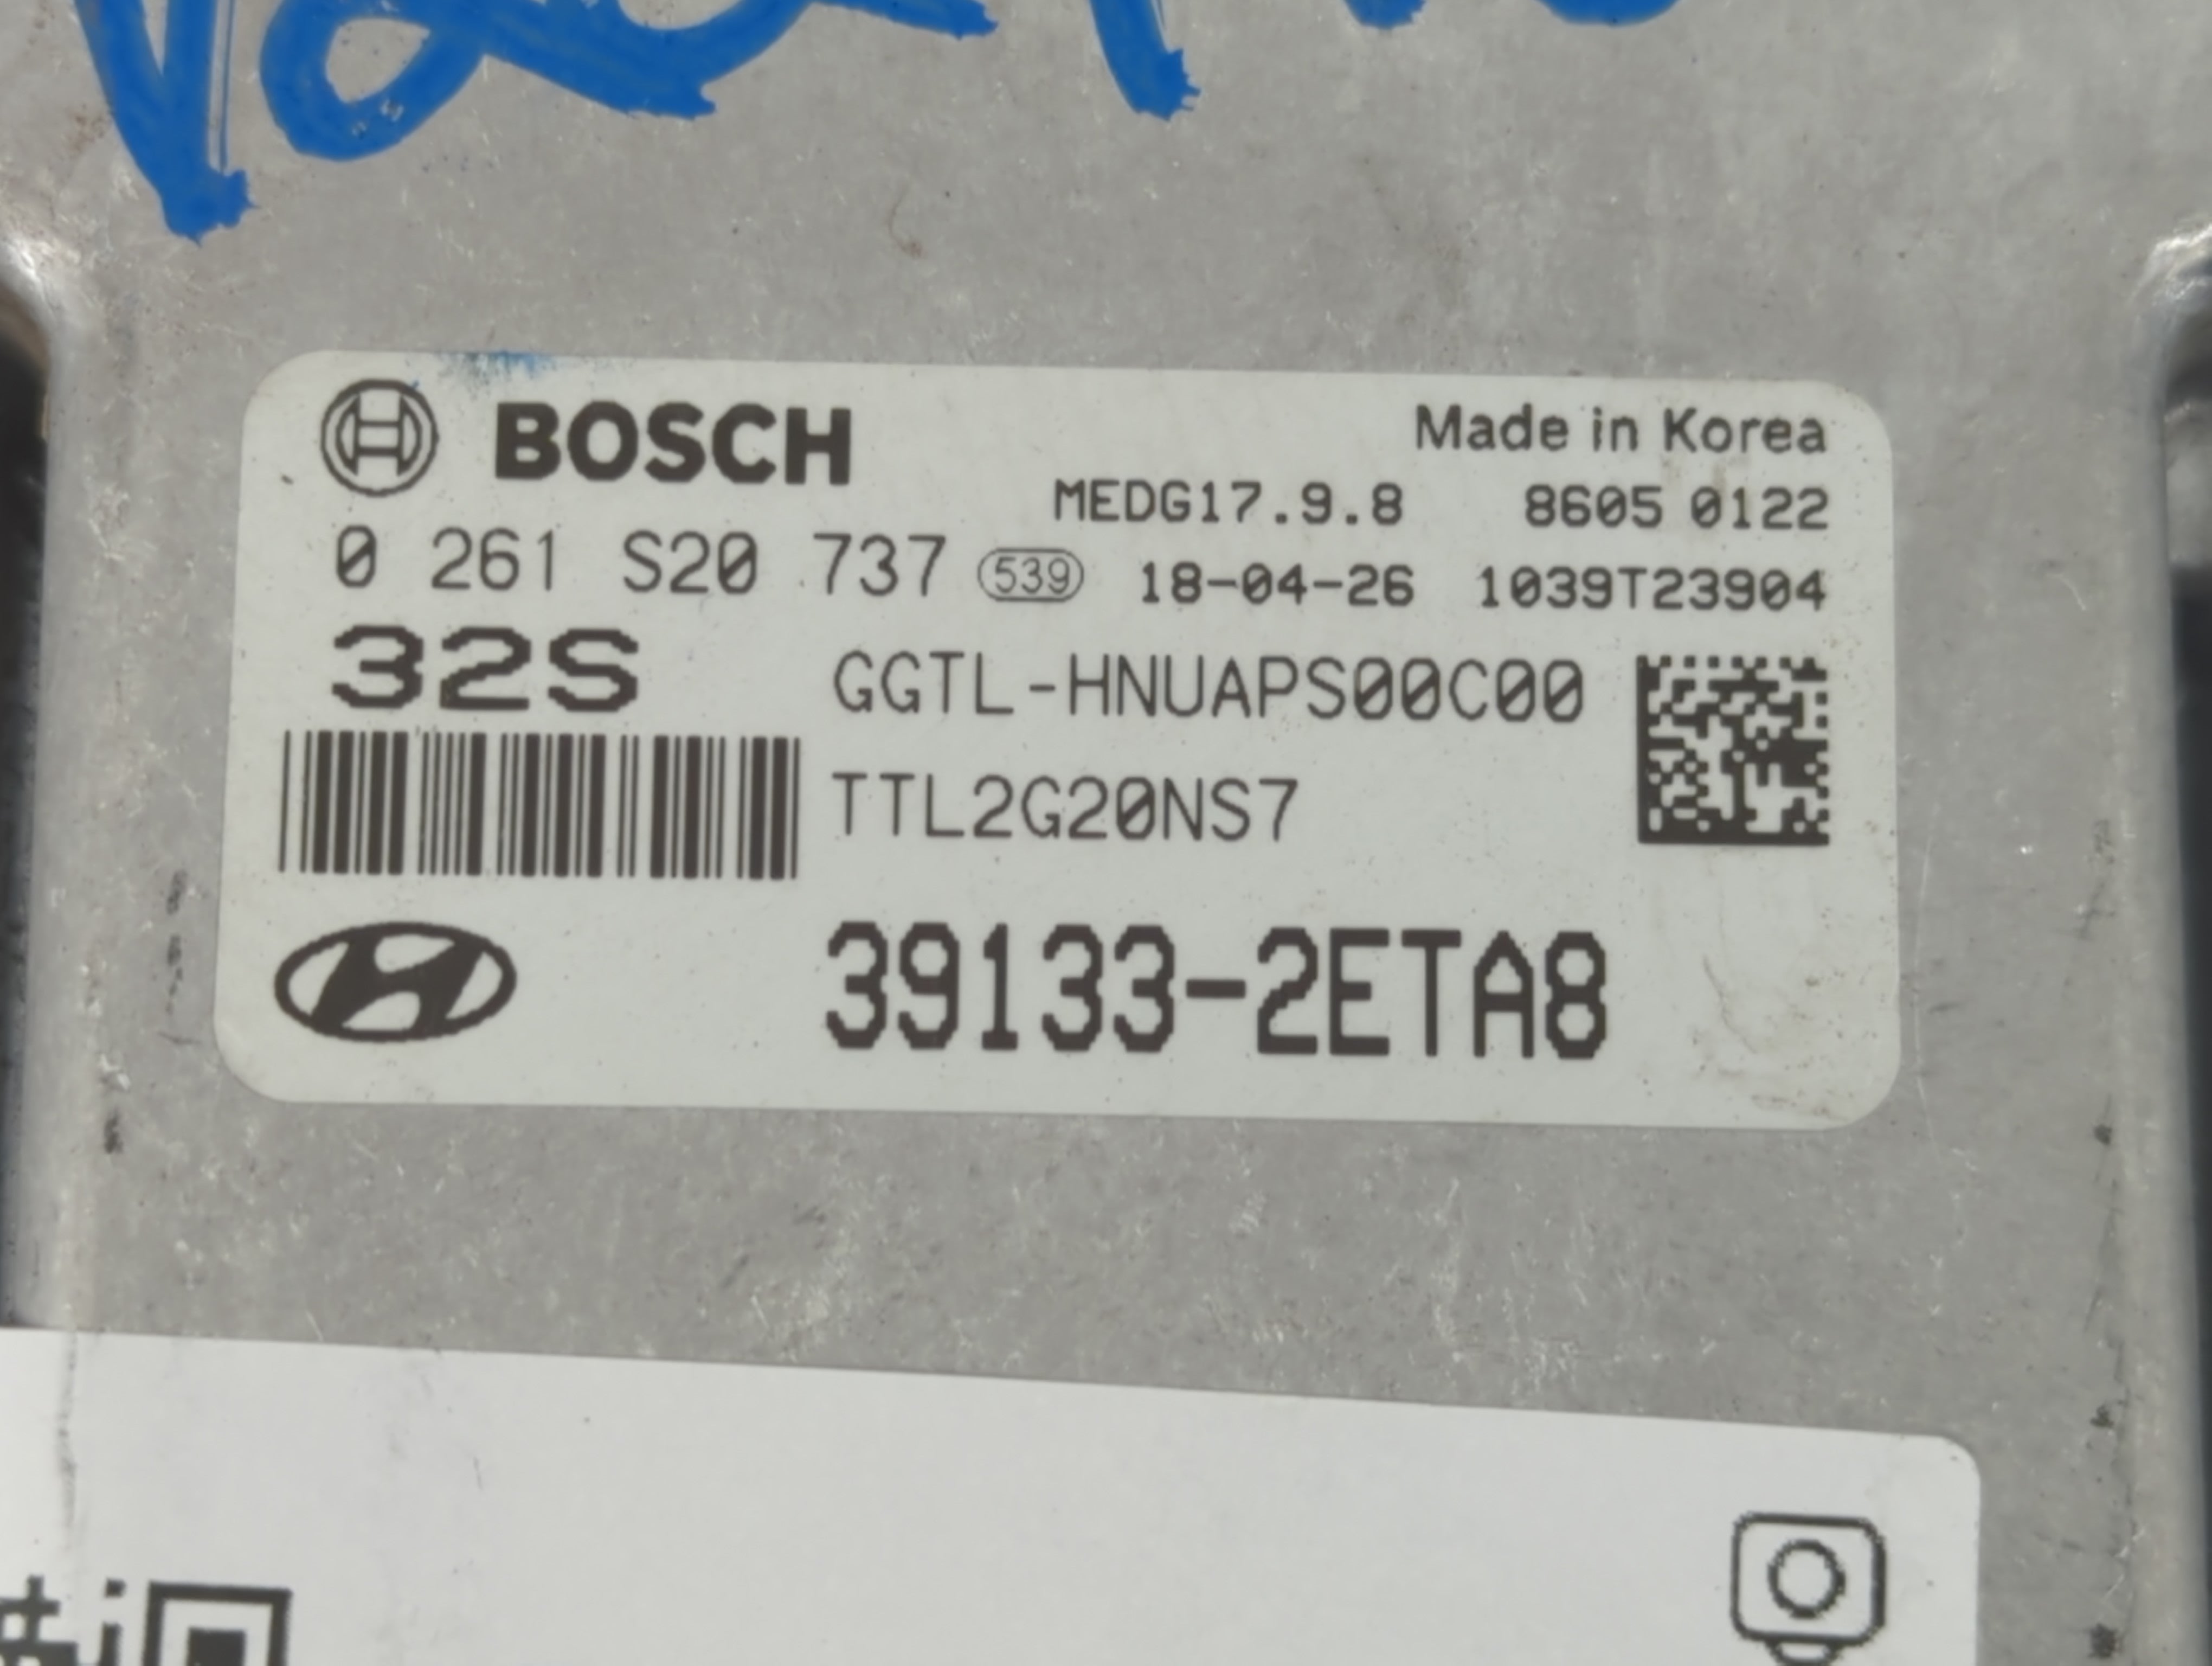 BOSCH
Made in Korea
MEDG17.9.8 8605 0122
0 261 S20 737 539 18-04-26 1039T23904
32S GGTL-HNUAPS00C00
TTL2G20NS7
39133-2ETA8